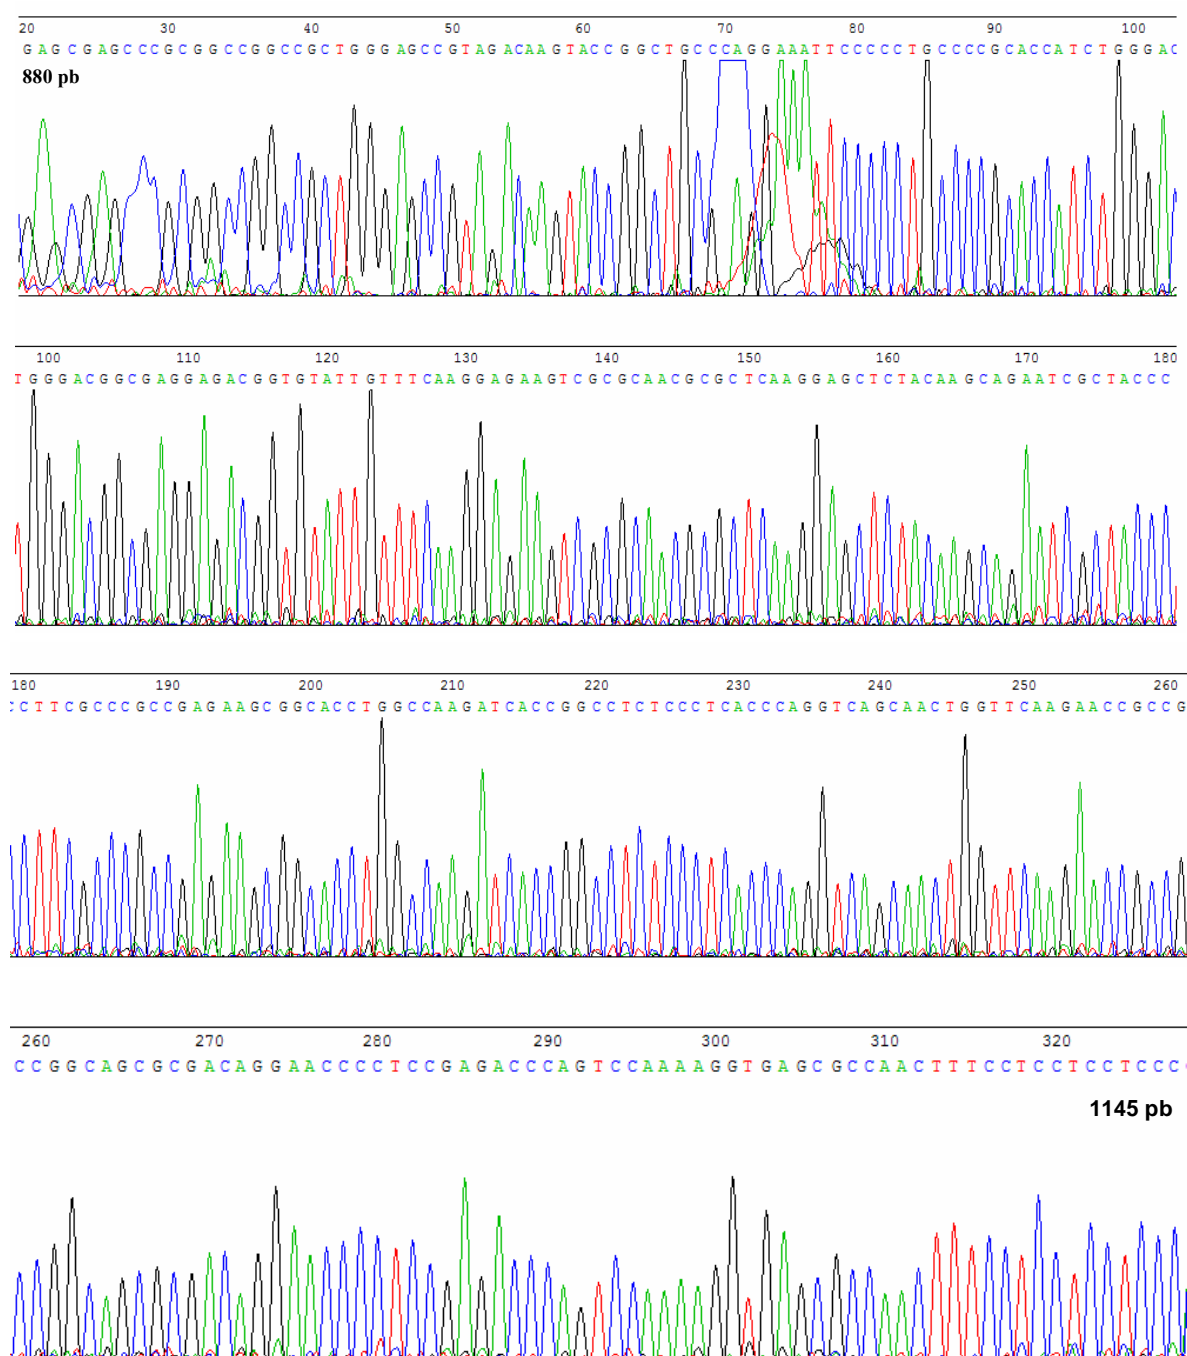 20 30 40 50 60 70 80 90 100
GAGCGAGCCCGCGGCCGGCCGCTGGGAGCCGTAGACAAGTACCGGCTGCCCAGGAAATTCCCCCTGCCCCGCACCATCTGGGAC
880 pb
100 110 120 130 140 150 160 170 180
TGGGACGGCGAGGAGACGGTGTATTGTTTCAAGGAGAAGTCGCGCAACGCGCTCAAGGAGCTCTACAAGCAGAATCGCTACCC
180 190 200 210 220 230 240 250 260
CCTTCGCCCGCCGAGAAGCGGCACCTGGCCAAGATCACCGGCCTCTCCCTCACCCAGGTCAGCAACTGGTTCAAGAACCGCCG
260 270 280 290 300 310 320
CCGGCAGCGCGACAGGAACCCCTCCGAGACCCAGTCCAAAAGGTGAGCGCCAACTTTCCTCCTCCTCCC
1145 pb